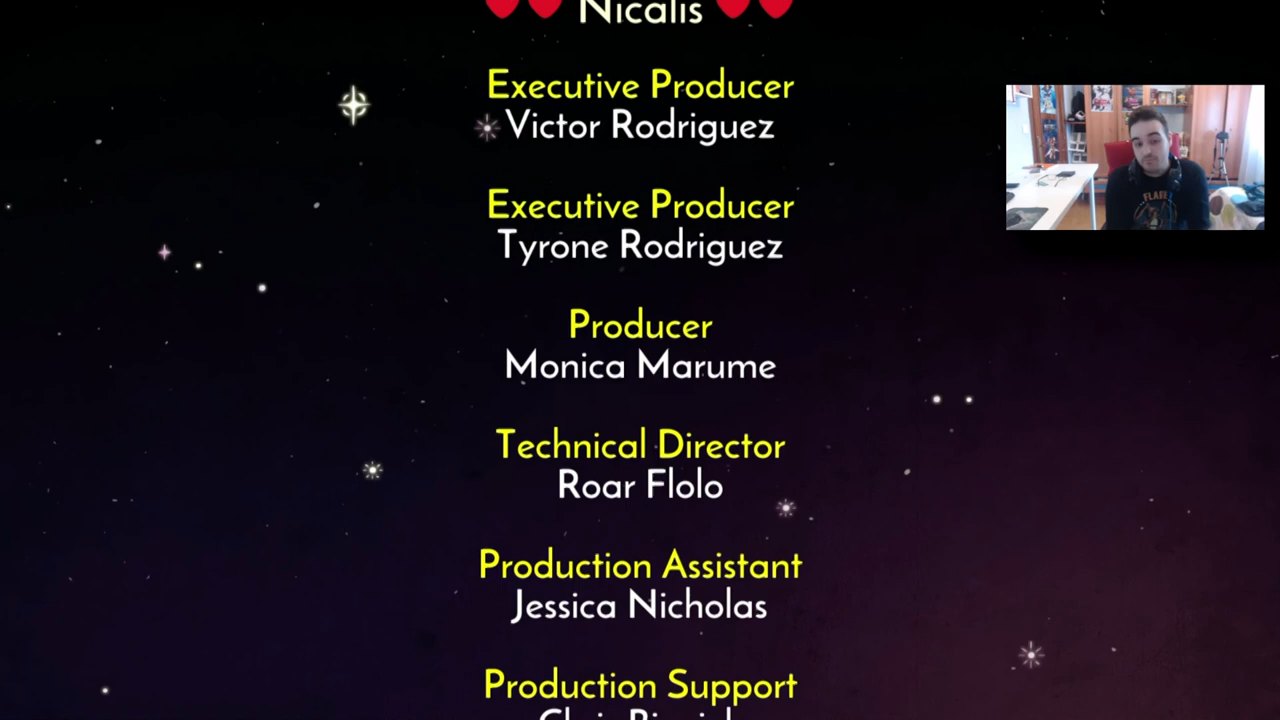 Nicalis
Executive Producer
Victor Rodriguez
Executive Producer
Tyrone Rodriguez
Producer
Monica Marume
Technical Director
Roar Flolo
Production Assistant
Jessica Nicholas
Production Support